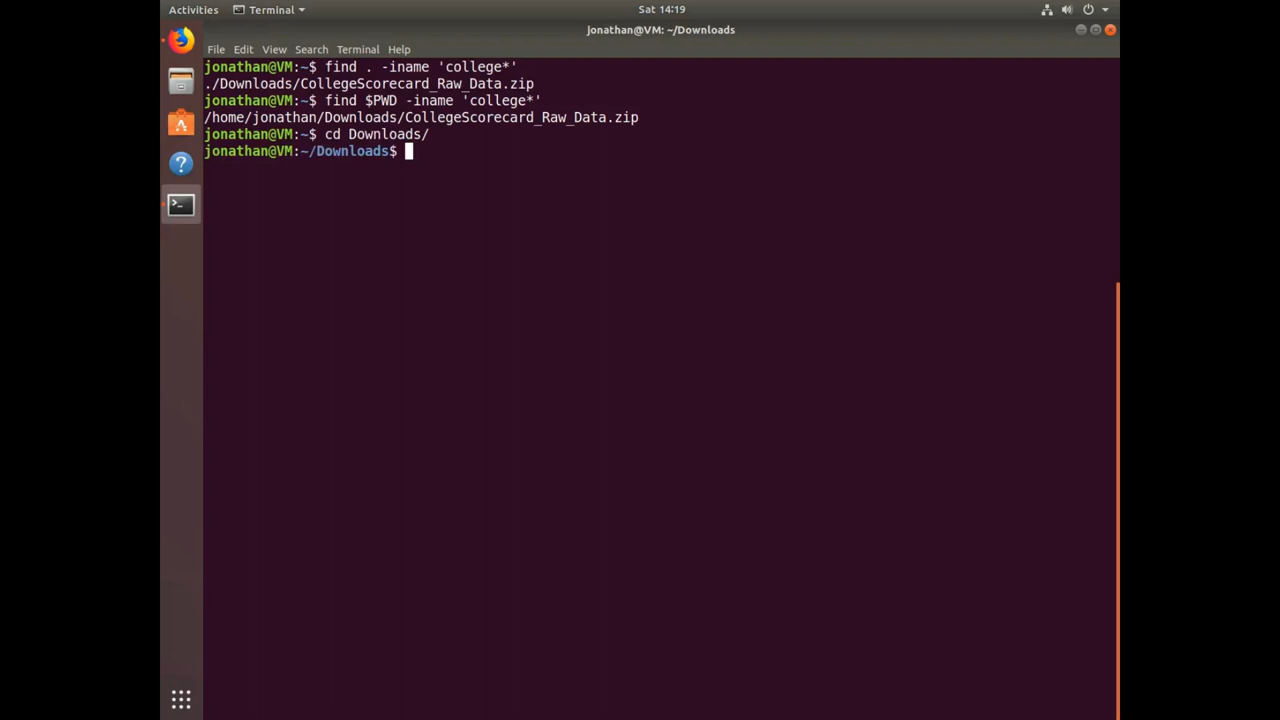 Activities Terminal Sat 14:19
jonathan@VM: ~/Downloads
File Edit View Search Terminal Help
jonathan@VM:~$ find . -iname 'college*'
./Downloads/CollegeScorecard_Raw_Data.zip
jonathan@VM:~$ find $PWD -iname 'college*'
/home/jonathan/Downloads/CollegeScorecard_Raw_Data.zip
jonathan@VM:~$ cd Downloads/
jonathan@VM:~/Downloads$